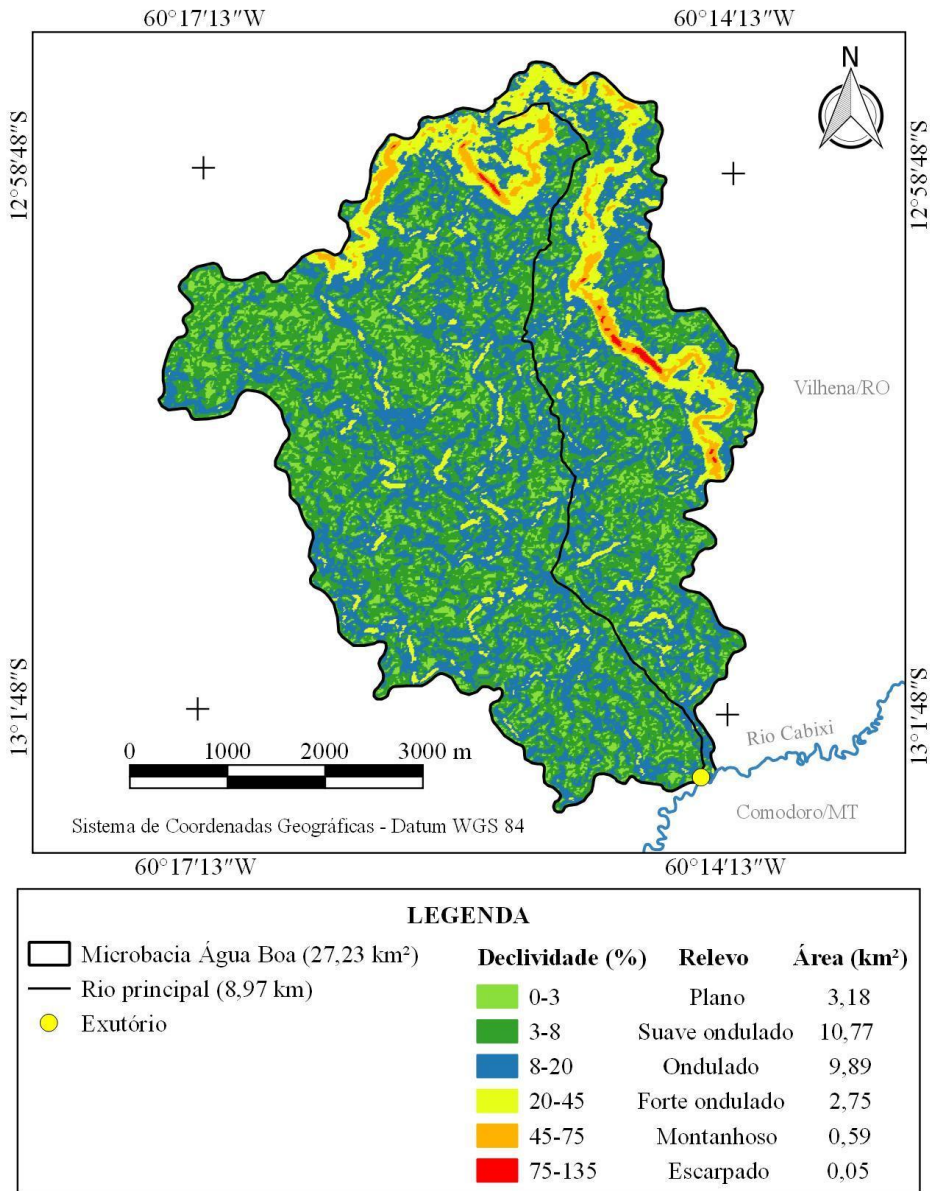 60°17'13"W 60°14'13"W
N
12°58'48"S 12°58'48"S
Vilhena/RO
13°1'48"S 13°1'48"S
Rio Cabixi
0 1000 2000 3000 m
Comodoro/MT
Sistema de Coordenadas Geográficas - Datum WGS 84
60°17'13"W 60°14'13"W
LEGENDA
Microbacia Água Boa (27,23 km²)
Rio principal (8,97 km)
Exutório
Declividade (%) Relevo Área (km²)
0-3 Plano 3,18
3-8 Suave ondulado 10,77
8-20 Ondulado 9,89
20-45 Forte ondulado 2,75
45-75 Montanhoso 0,59
75-135 Escarpado 0,05